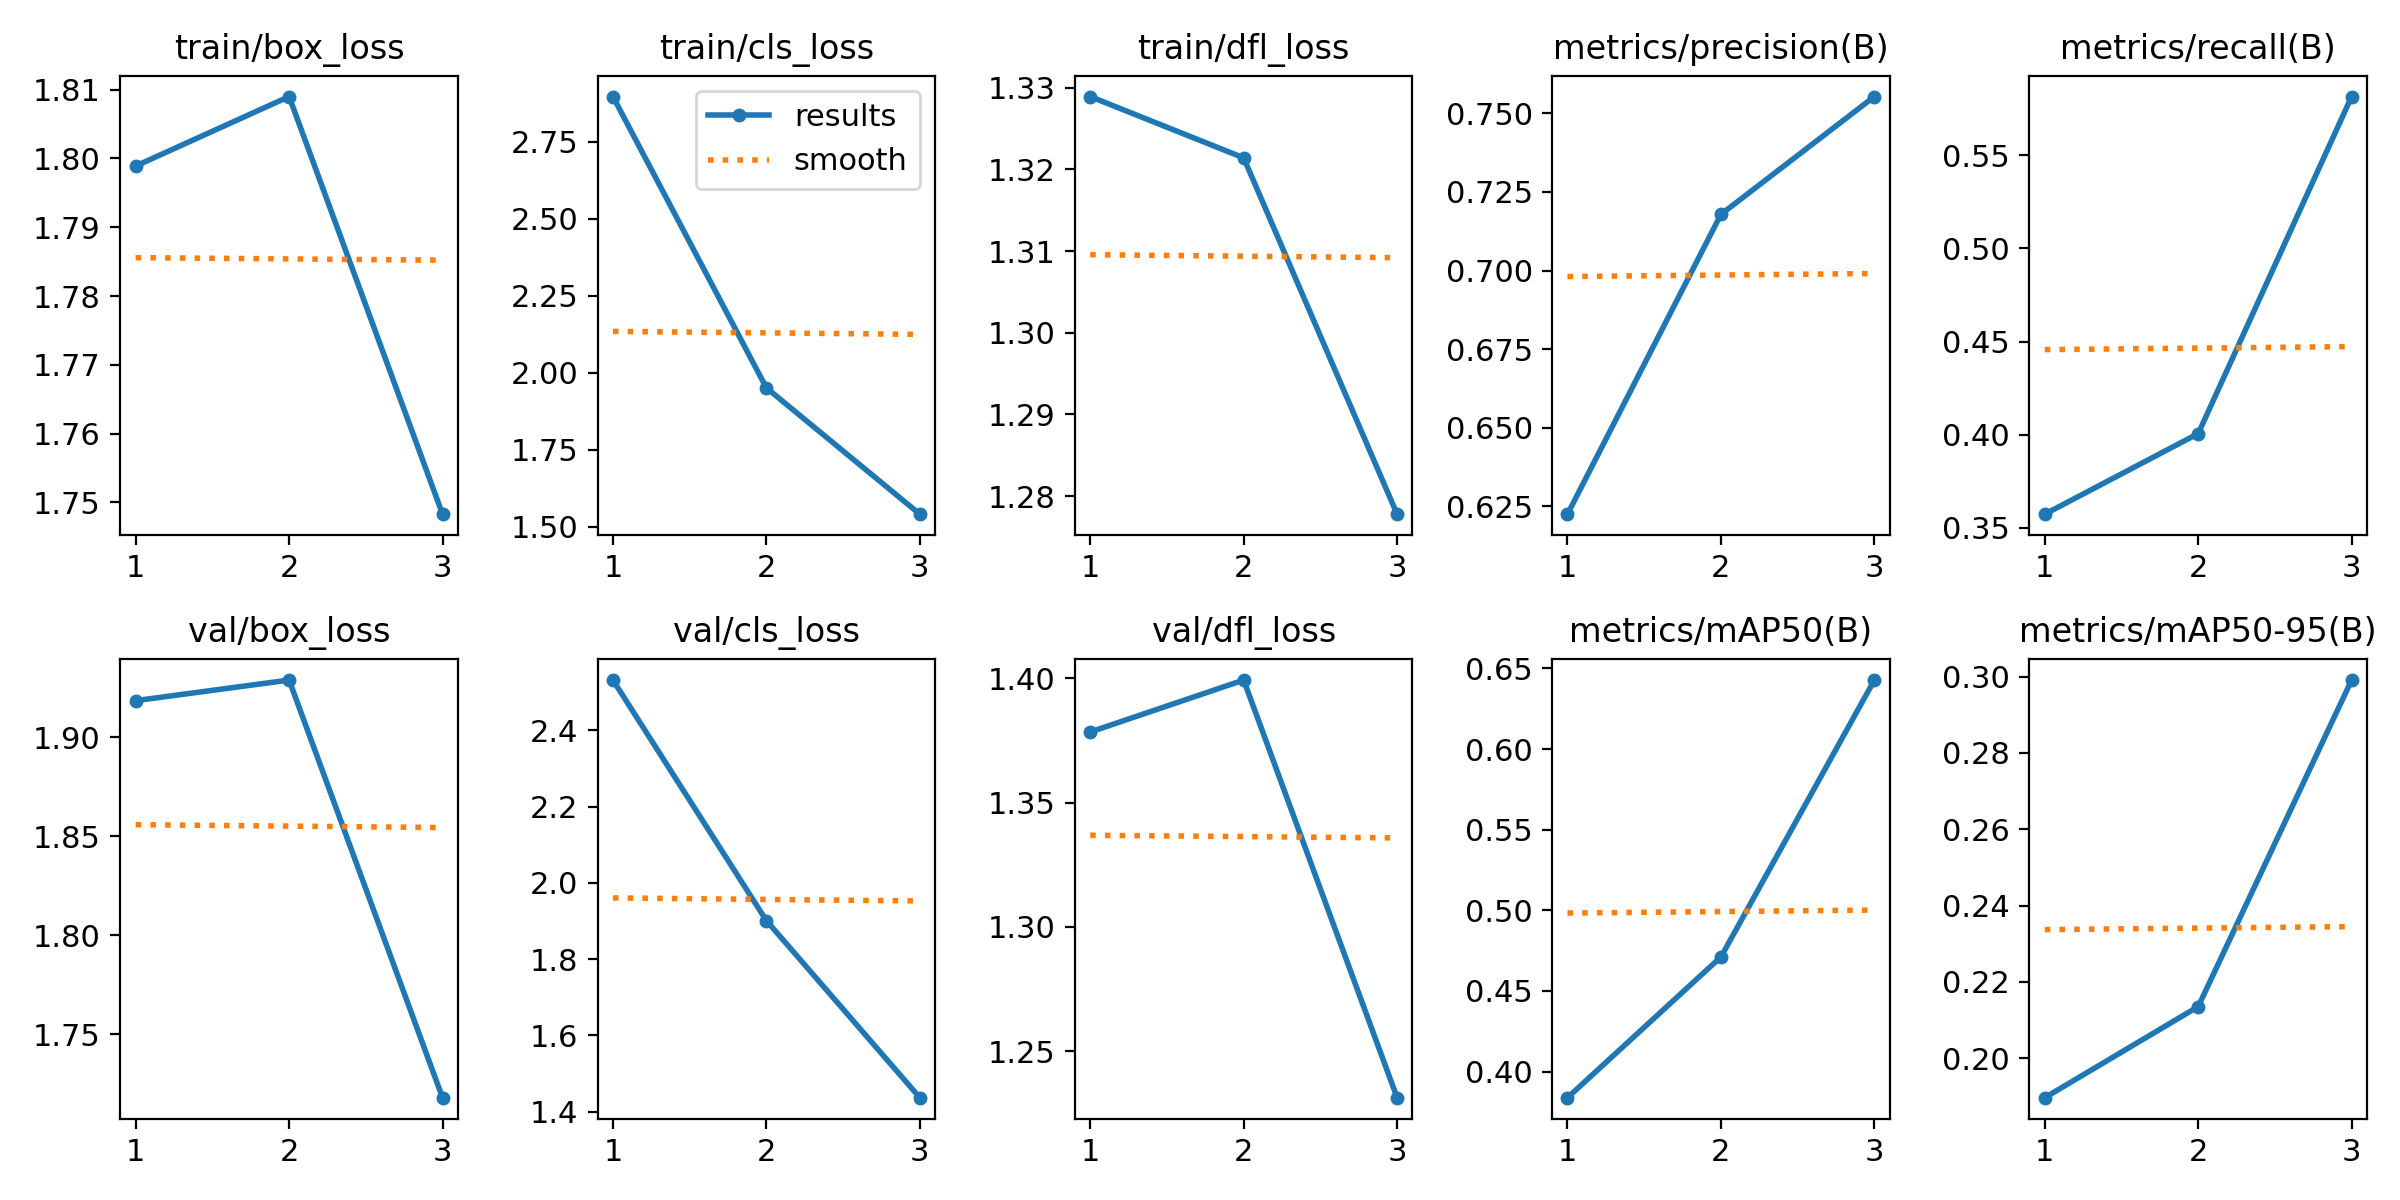 train/box_loss
1.81
1.80
1.79
1.78
1.77
1.76
1.75
1 2 3
train/cls_loss
results
smooth
2.75
2.50
2.25
2.00
1.75
1.50
1 2 3
train/dfl_loss
1.33
1.32
1.31
1.30
1.29
1.28
1 2 3
metrics/precision(B)
0.750
0.725
0.700
0.675
0.650
0.625
1 2 3
metrics/recall(B)
0.55
0.50
0.45
0.40
0.35
1 2 3
val/box_loss
1.90
1.85
1.80
1.75
1 2 3
val/cls_loss
2.4
2.2
2.0
1.8
1.6
1.4
1 2 3
val/dfl_loss
1.40
1.35
1.30
1.25
1 2 3
metrics/mAP50(B)
0.65
0.60
0.55
0.50
0.45
0.40
1 2 3
metrics/mAP50-95(B)
0.30
0.28
0.26
0.24
0.22
0.20
1 2 3